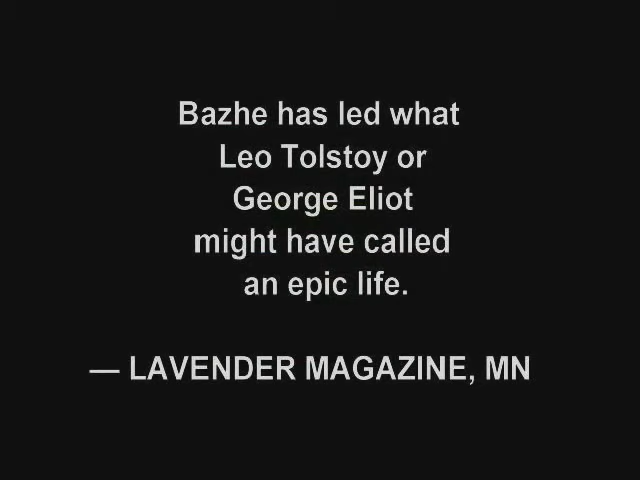 Bazhe has led what
Leo Tolstoy or
George Eliot
might have called
an epic life.
— LAVENDER MAGAZINE, MN